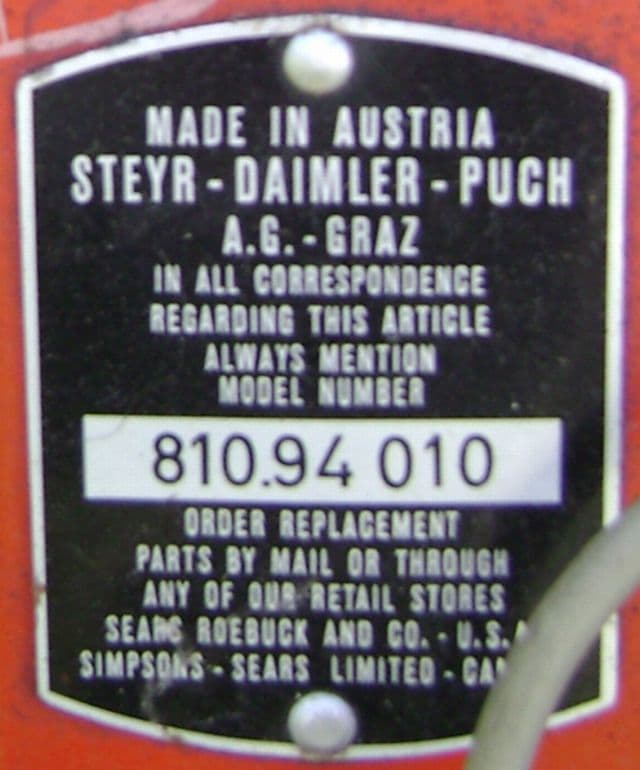 MADE IN AUSTRIA
STEYR - DAIMLER - PUCH
A.G. - GRAZ
IN ALL CORRESPONDENCE
REGARDING THIS ARTICLE
ALWAYS MENTION
MODEL NUMBER
810.94 010
ORDER REPLACEMENT
PARTS BY MAIL OR THROUGH
ANY OF OUR RETAIL STORES
SEARS ROEBUCK AND CO. - U.S.
SIMPSONS - SEARS LIMITED -